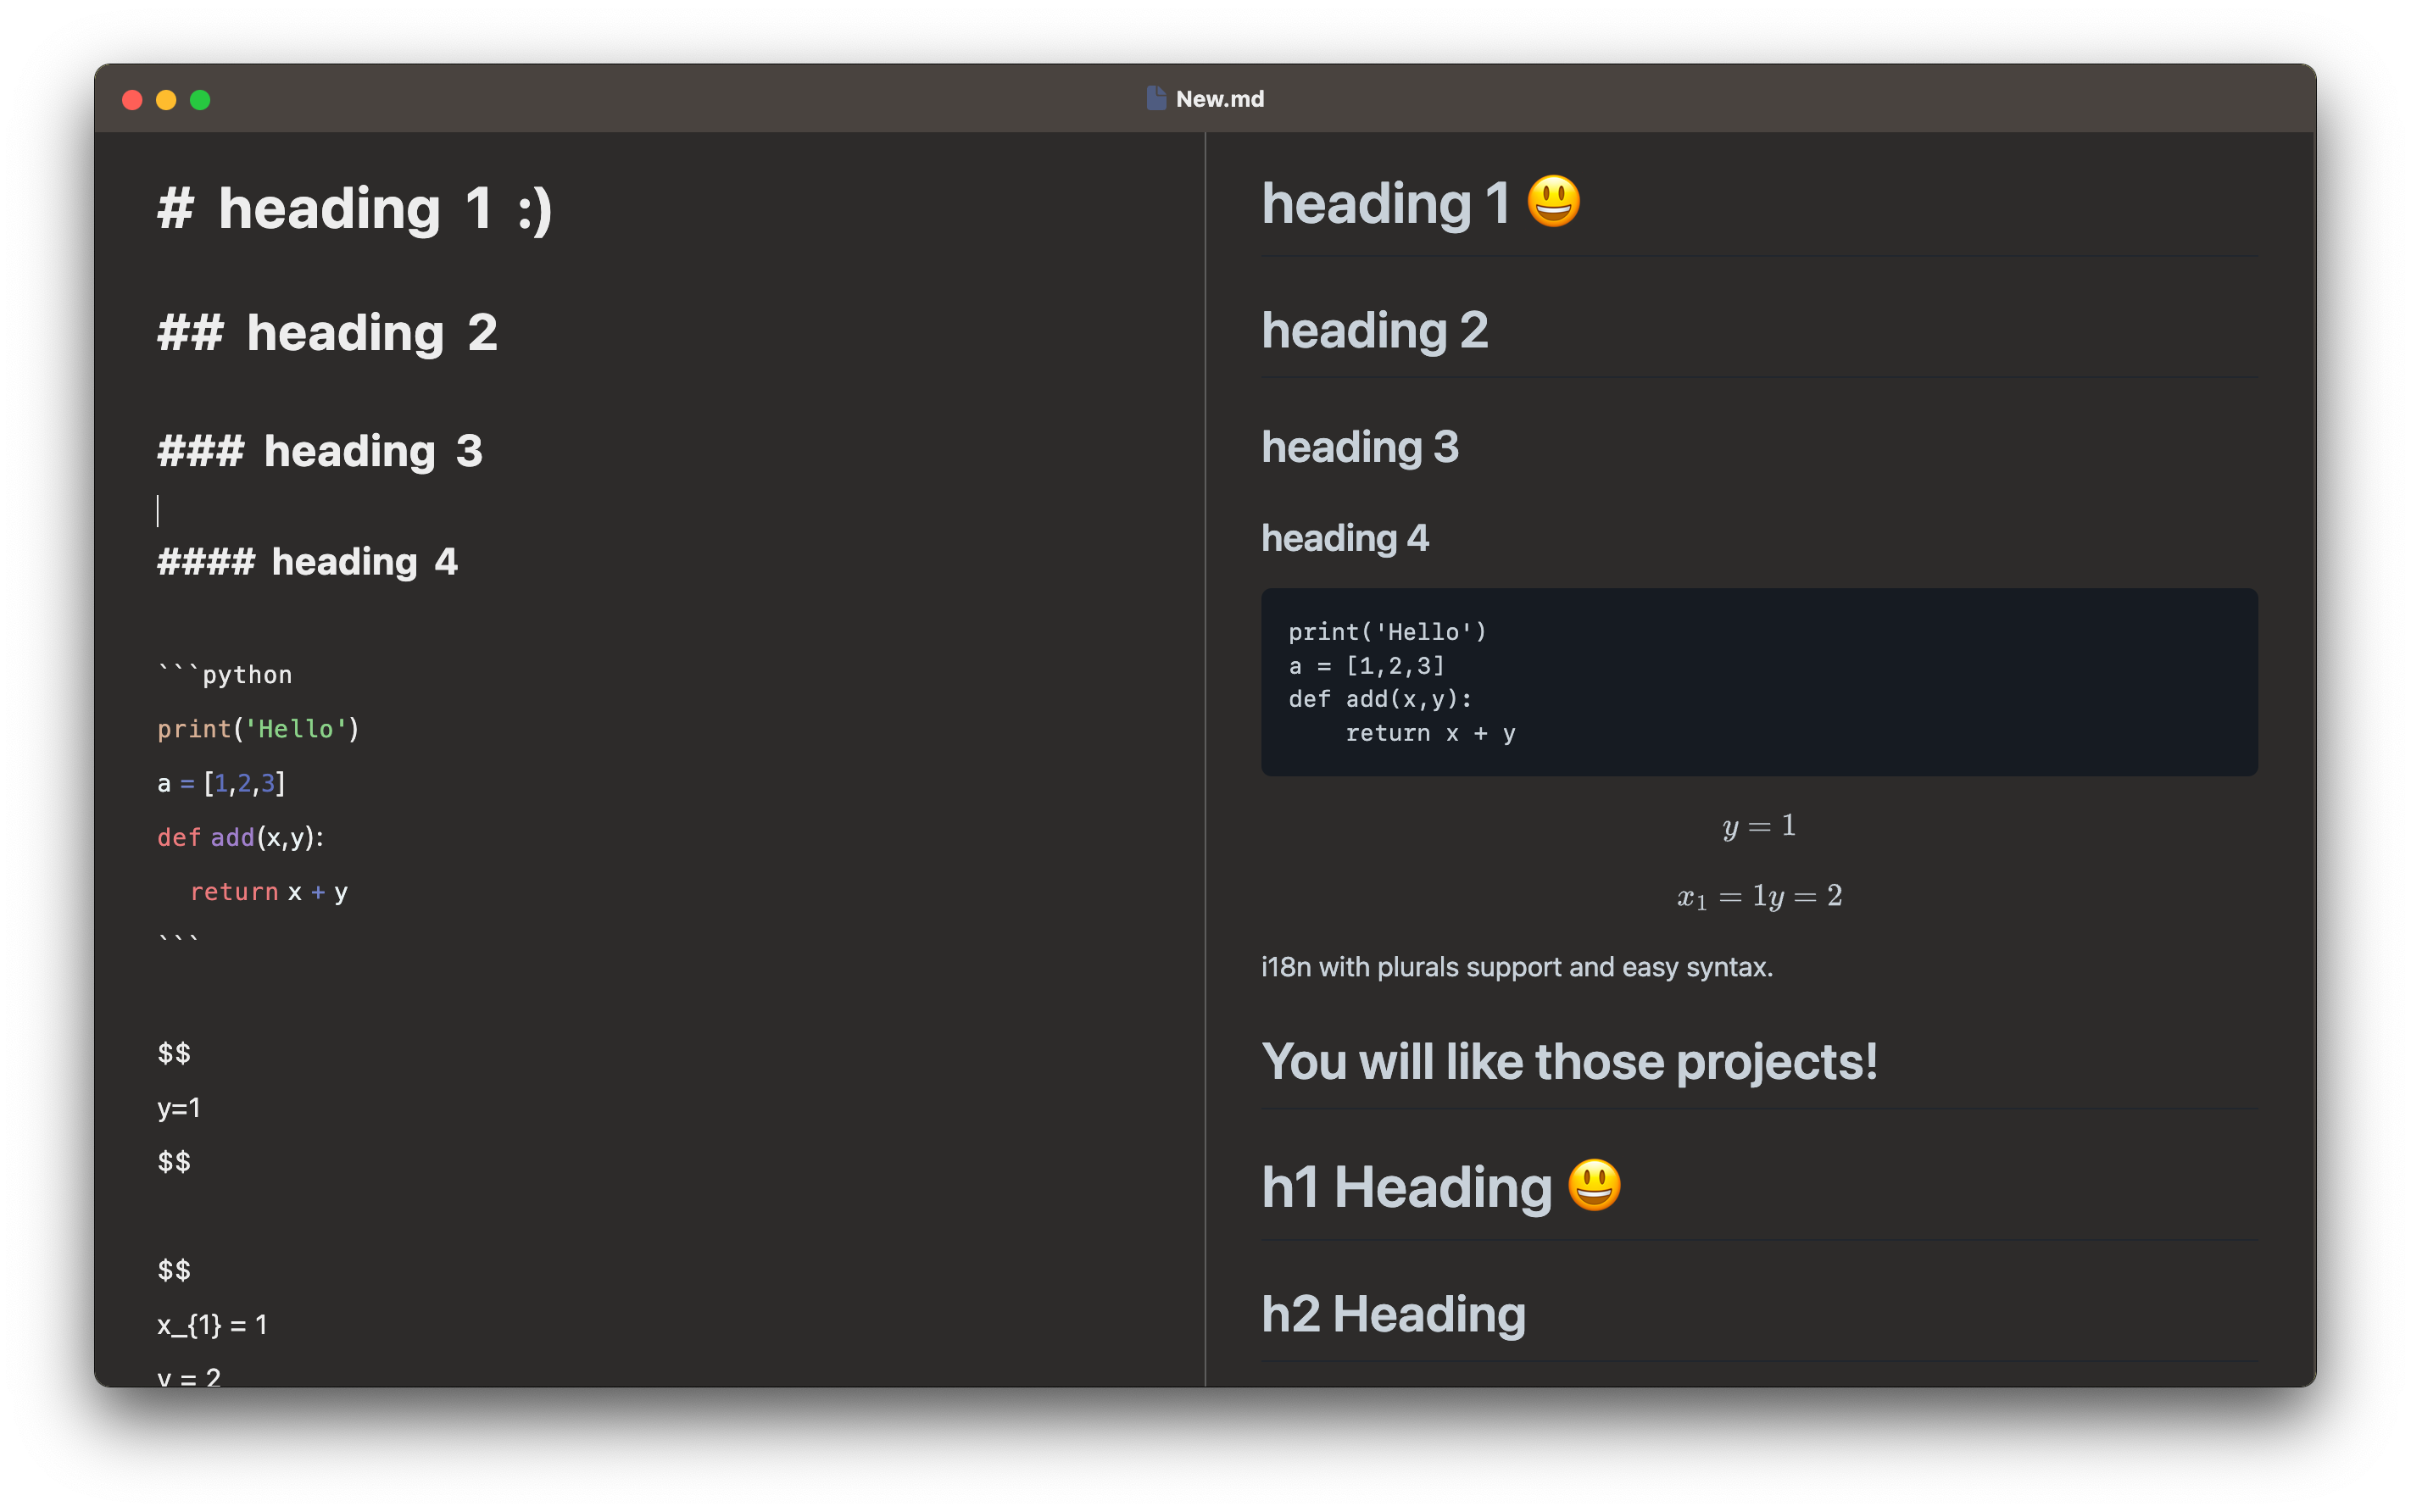 New.md
# heading 1 :)
## heading 2
### heading 3
#### heading 4
```python
print('Hello')
a = [1,2,3]
def add(x,y):
    return x + y
```
$$
y=1
$$
$$
x_{1} = 1
y = 2
heading 1 😃
heading 2
heading 3
heading 4
print('Hello')
a = [1,2,3]
def add(x,y):
    return x + y
y = 1
x₁ = 1y = 2
i18n with plurals support and easy syntax.
You will like those projects!
h1 Heading 😃
h2 Heading